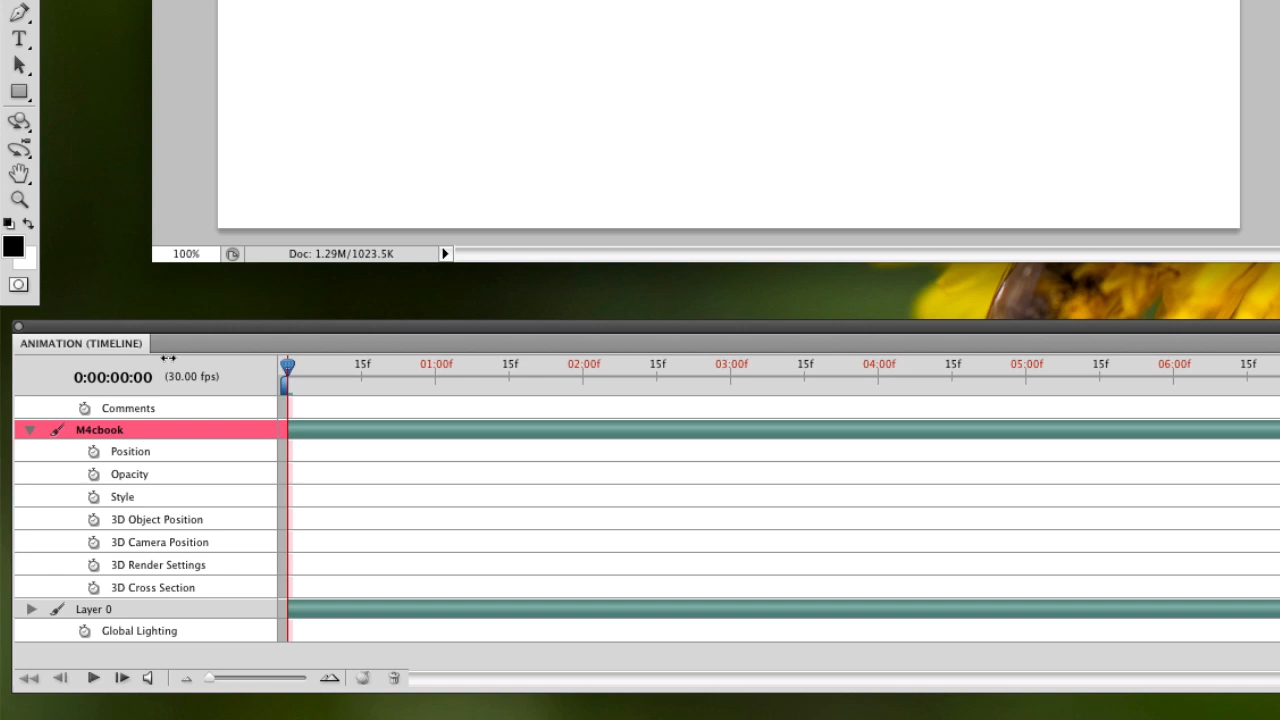 T
100%
Doc: 1.29M/1023.5K
ANIMATION (TIMELINE)
0:00:00:00 (30.00 fps)
15f 01:00f 15f 02:00f 15f 03:00f 15f 04:00f 15f 05:00f 15f 06:00f 15f
Comments
M4cbook
Position
Opacity
Style
3D Object Position
3D Camera Position
3D Render Settings
3D Cross Section
Layer 0
Global Lighting